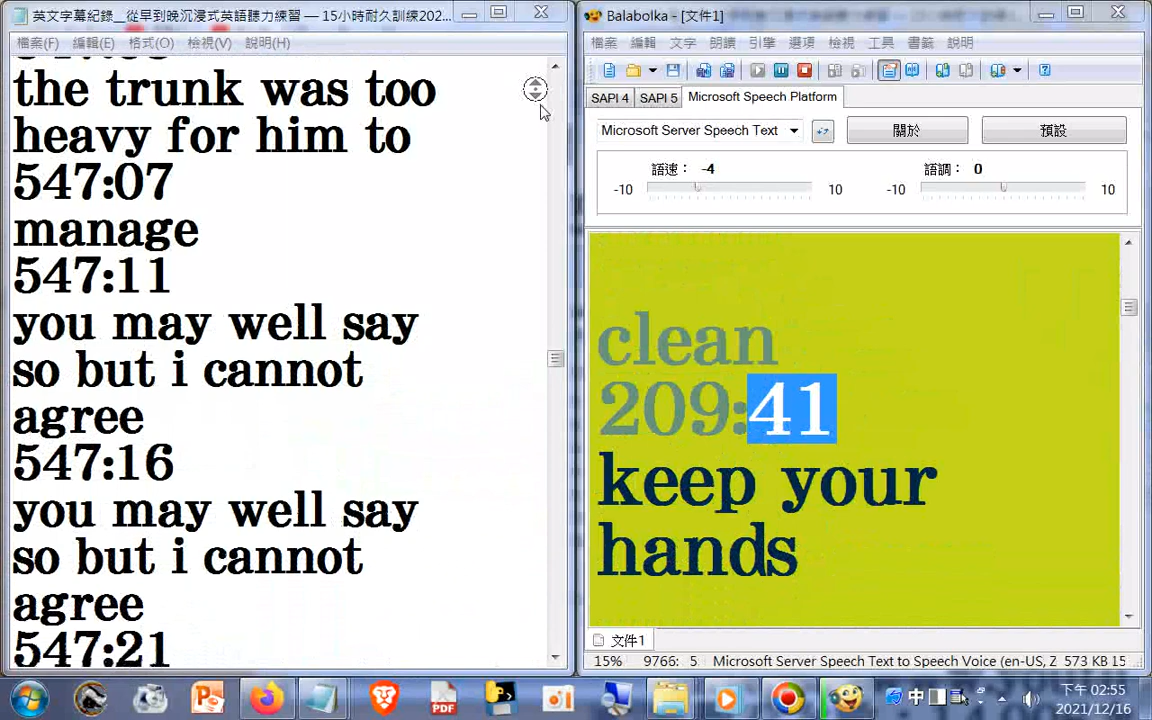 英文字幕紀錄__從早到晚沉浸式英語聽力練習 — 15小時耐久訓練202...
檔案(F) 編輯(E) 格式(O) 檢視(V) 說明(H)
the trunk was too
heavy for him to
547:07
manage
547:11
you may well say
so but i cannot
agree
547:16
you may well say
so but i cannot
agree
547:21
Balabolka - [文件1]
檔案 編輯 文字 朗讀 引擎 選項 檢視 工具 書籤 說明
SAPI 4 SAPI 5 Microsoft Speech Platform
Microsoft Server Speech Text 關於 預設
語速： -4 語調： 0
-10 10 -10 10
clean
209:41
keep your
hands
文件1
15% 9766: 5 Microsoft Server Speech Text to Speech Voice (en-US, Z 573 KB 15
PDF 中 下午 02:55
2021/12/16